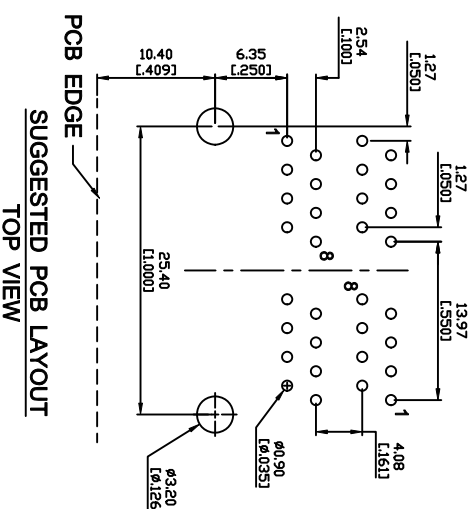 1.27
[.050]
2.54
[.100]
6.35
[.250]
10.40
[.409]
1.27
[.050]
13.97
[.550]
1
8
8
1
4.08
[.161]
25.40
[1.000]
ø0.90
[ø.035]
ø3.20
[ø.126
PCB EDGE
SUGGESTED PCB LAYOUT
TOP VIEW